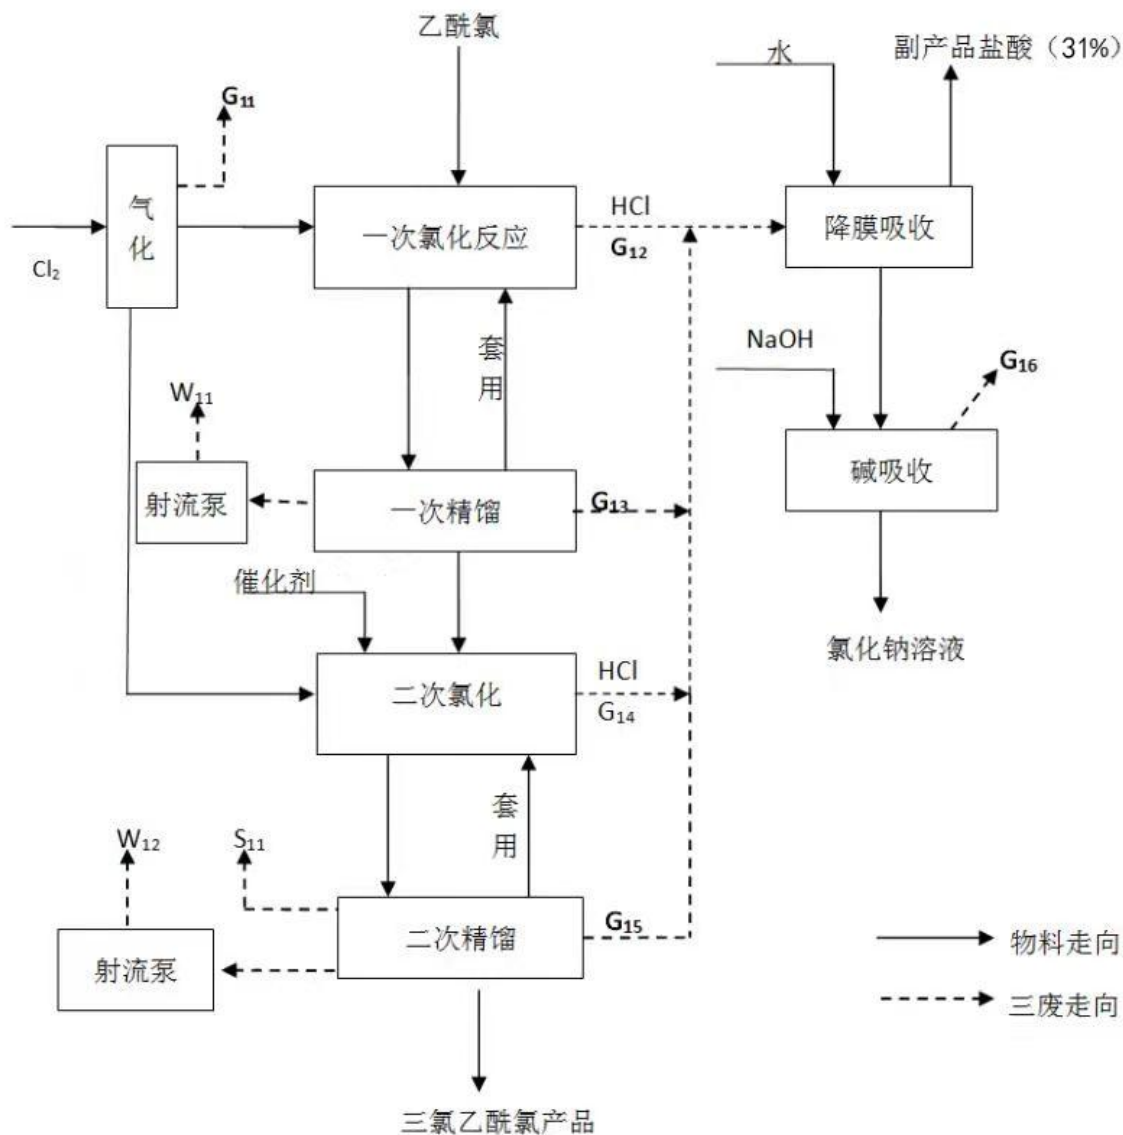 乙酰氯
水
副产品盐酸（31%）
G₁₁
气化
Cl₂
一次氯化反应
HCl
G₁₂
降膜吸收
套用
NaOH
G₁₆
W₁₁
射流泵
一次精馏
G₁₃
碱吸收
催化剂
氯化钠溶液
二次氯化
HCl
G₁₄
套用
W₁₂
S₁₁
二次精馏
G₁₅
射流泵
物料走向
三废走向
三氯乙酰氯产品